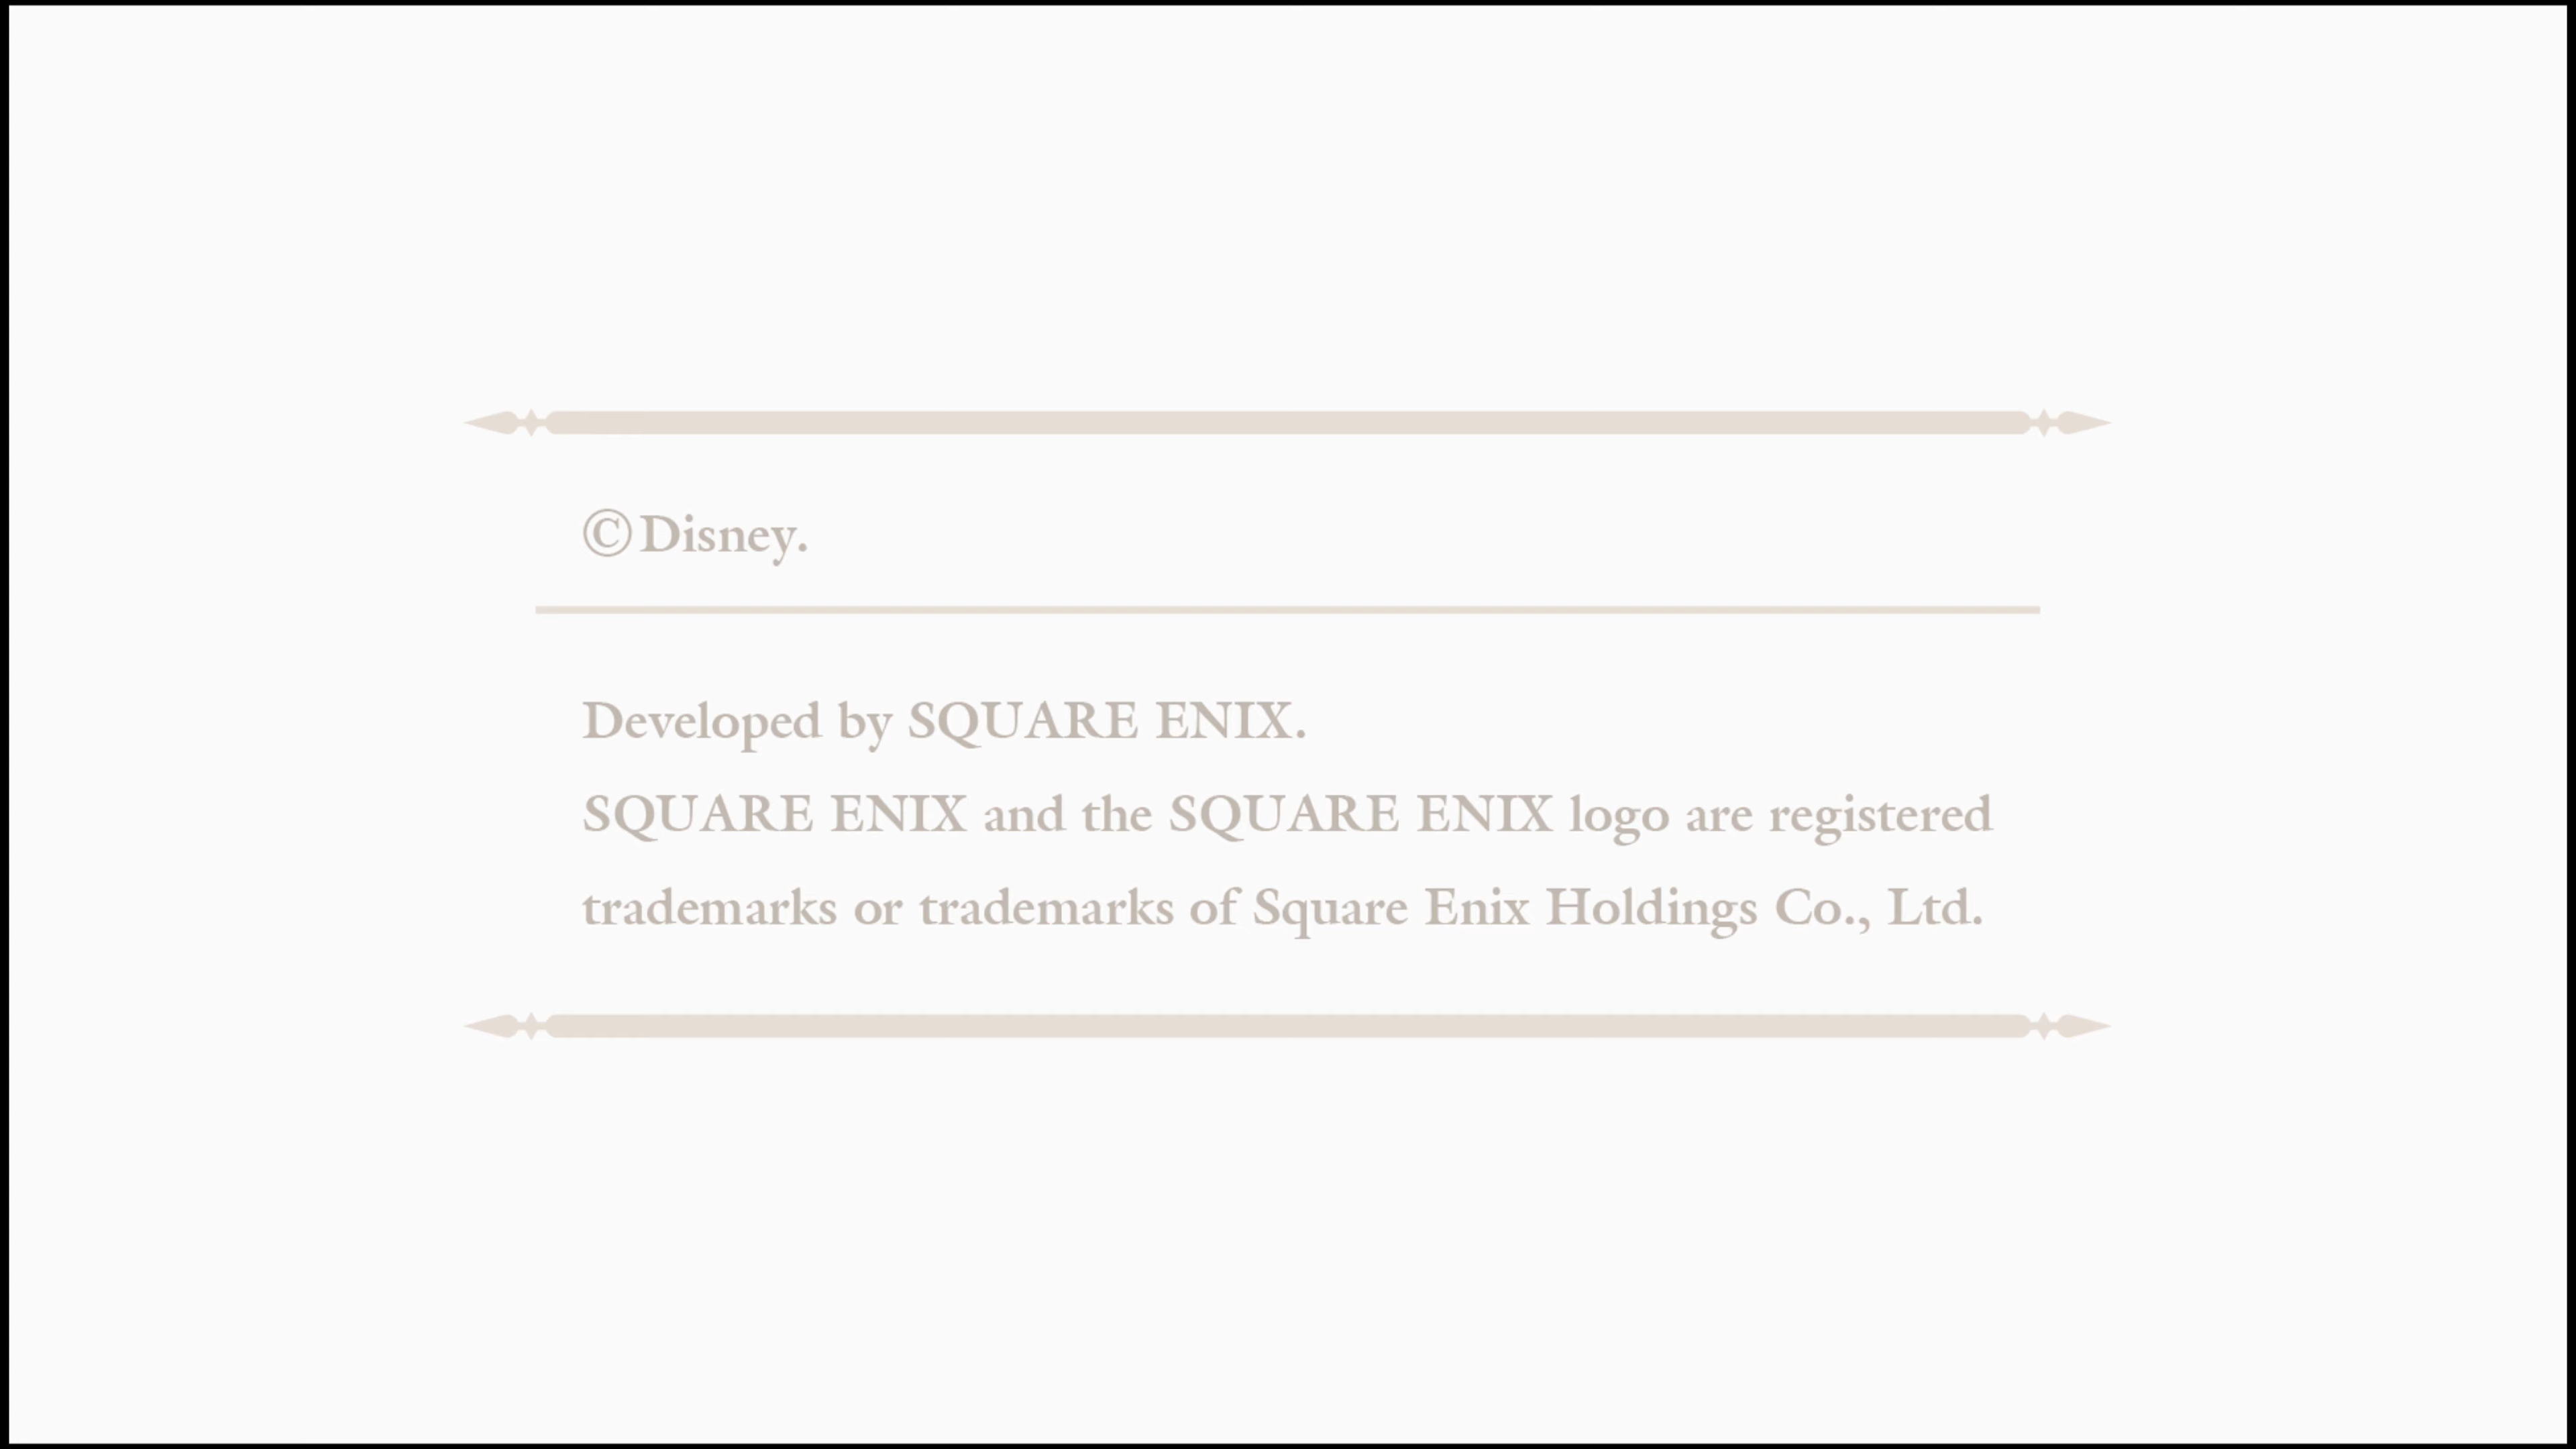 ©Disney.
Developed by SQUARE ENIX.
SQUARE ENIX and the SQUARE ENIX logo are registered
trademarks or trademarks of Square Enix Holdings Co., Ltd.